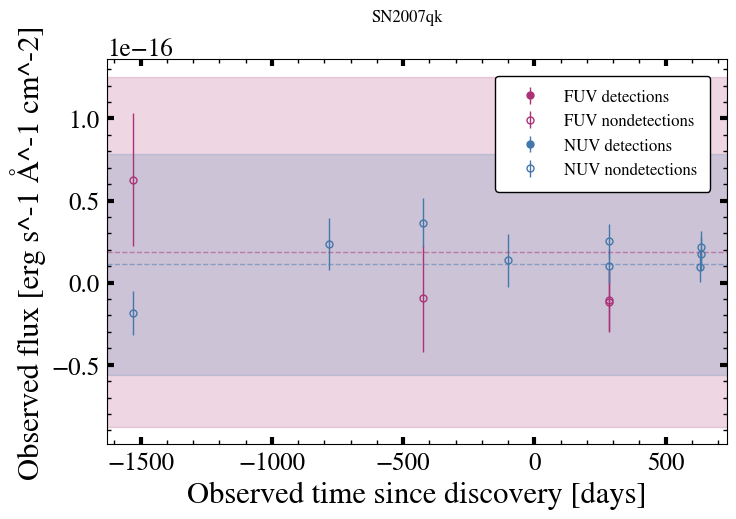 SN2007qk
1e−16
FUV detections
FUV nondetections
NUV detections
NUV nondetections
1.0
0.5
0.0
−0.5
Observed flux [erg s^-1 Å^-1 cm^-2]
−1500 −1000 −500 0 500
Observed time since discovery [days]